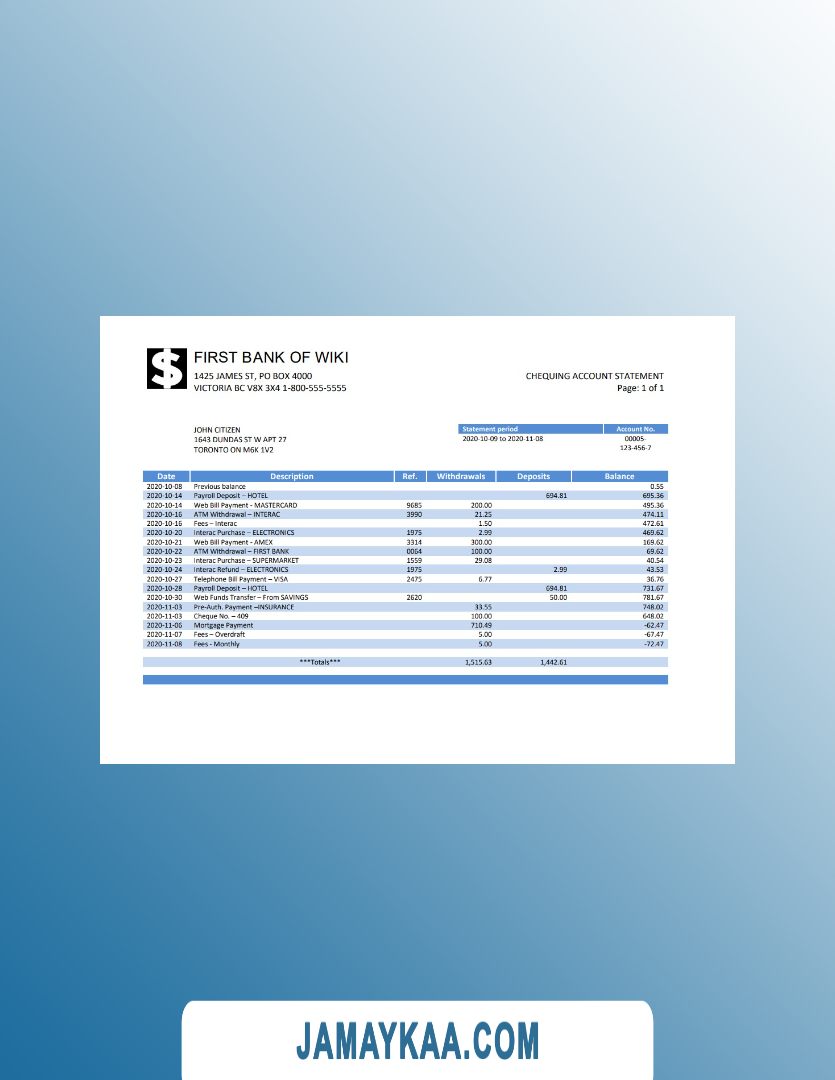 $ FIRST BANK OF WIKI
1425 JAMES ST, PO BOX 4000
VICTORIA BC V8X 3X4 1-800-555-5555
CHEQUING ACCOUNT STATEMENT
Page: 1 of 1
JOHN CITIZEN
1643 DUNDAS ST W APT 27
TORONTO ON M6K 1V2
Statement period Account No.
2020-10-09 to 2020-11-08 00005-
123-456-7
Date Description Ref. Withdrawals Deposits Balance
2020-10-08 Previous balance 0.55
2020-10-14 Payroll Deposit – HOTEL 694.81 695.36
2020-10-14 Web Bill Payment - MASTERCARD 9685 200.00 495.36
2020-10-16 ATM Withdrawal – INTERAC 3990 21.25 474.11
2020-10-16 Fees – Interac 1.50 472.61
2020-10-20 Interac Purchase – ELECTRONICS 1975 2.99 469.62
2020-10-21 Web Bill Payment - AMEX 3314 300.00 169.62
2020-10-22 ATM Withdrawal – FIRST BANK 0064 100.00 69.62
2020-10-23 Interac Purchase – SUPERMARKET 1559 29.08 40.54
2020-10-24 Interac Refund – ELECTRONICS 1975 2.99 43.53
2020-10-27 Telephone Bill Payment – VISA 2475 6.77 36.76
2020-10-28 Payroll Deposit – HOTEL 694.81 731.67
2020-10-30 Web Funds Transfer – From SAVINGS 2620 50.00 781.67
2020-11-03 Pre-Auth. Payment –INSURANCE 33.55 748.02
2020-11-03 Cheque No. – 409 100.00 648.02
2020-11-06 Mortgage Payment 710.49 -62.47
2020-11-07 Fees – Overdraft 5.00 -67.47
2020-11-08 Fees - Monthly 5.00 -72.47
***Totals*** 1,515.63 1,442.61
JAMAYKAA.COM